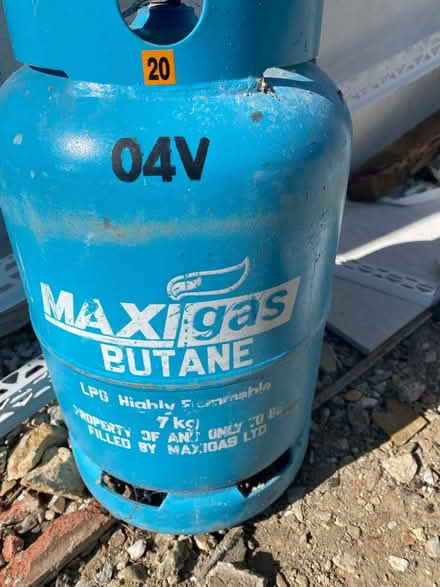 20
04V
MAXigas
BUTANE
LPG Highly Flammable
7 kg
PROPERTY OF AND ONLY TO BE
FILLED BY MAXIGAS LTD